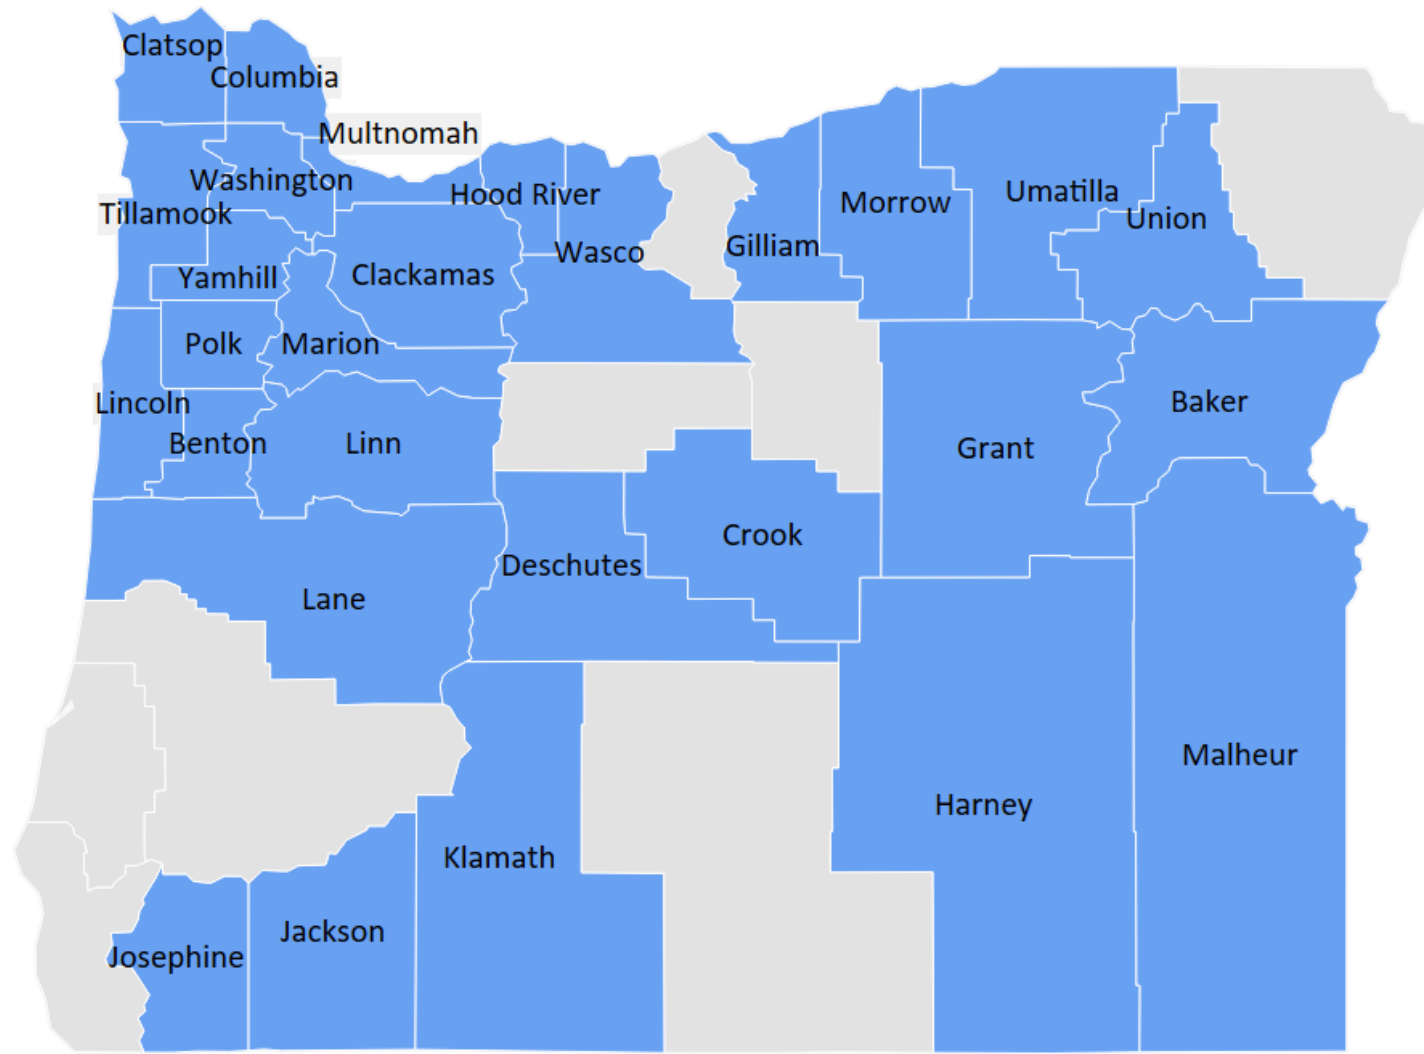 Clatsop
Columbia
Multnomah
Washington
Hood River
Umatilla
Morrow
Tillamook
Union
Gilliam
Wasco
Yamhill
Clackamas
Polk
Marion
Lincoln
Baker
Benton
Linn
Grant
Crook
Deschutes
Lane
Malheur
Harney
Klamath
Jackson
Josephine